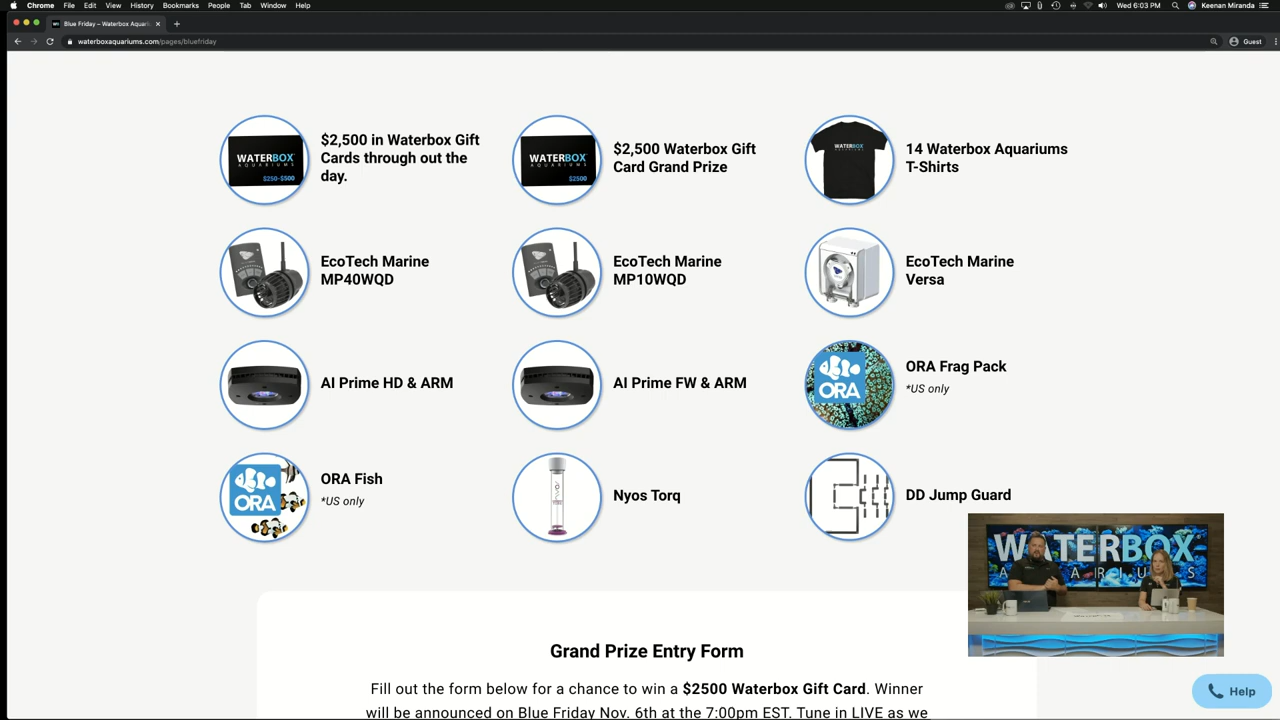 Chrome File Edit View History Bookmarks People Tab Window Help
Wed 6:03 PM Keenan Miranda
Blue Friday – Waterbox Aquari
waterboxaquariums.com/pages/bluefriday
Guest
WATERBOX
AQUARIUMS
$250-$500
$2,500 in Waterbox Gift
Cards through out the
day.
WATERBOX
AQUARIUMS
$2500
$2,500 Waterbox Gift
Card Grand Prize
WATERBOX
14 Waterbox Aquariums
T-Shirts
EcoTech Marine
MP40WQD
EcoTech Marine
MP10WQD
EcoTech Marine
Versa
AI Prime HD & ARM
AI Prime FW & ARM
ORA
ORA Frag Pack
*US only
ORA
ORA Fish
*US only
Nyos Torq
DD Jump Guard
WATERBOX
Grand Prize Entry Form
Fill out the form below for a chance to win a $2500 Waterbox Gift Card. Winner
will be announced on Blue Friday Nov. 6th at the 7:00pm EST. Tune in LIVE as we
Help